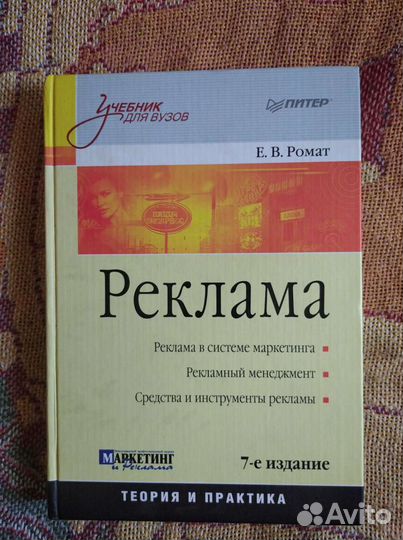 Учебник
для вузов
ПИТЕР
Е. В. Ромат
Реклама
Реклама в системе маркетинга
Рекламный менеджмент
Средства и инструменты рекламы
МАРКЕТИНГ
и Реклама
7-е издание
ТЕОРИЯ И ПРАКТИКА
Avito